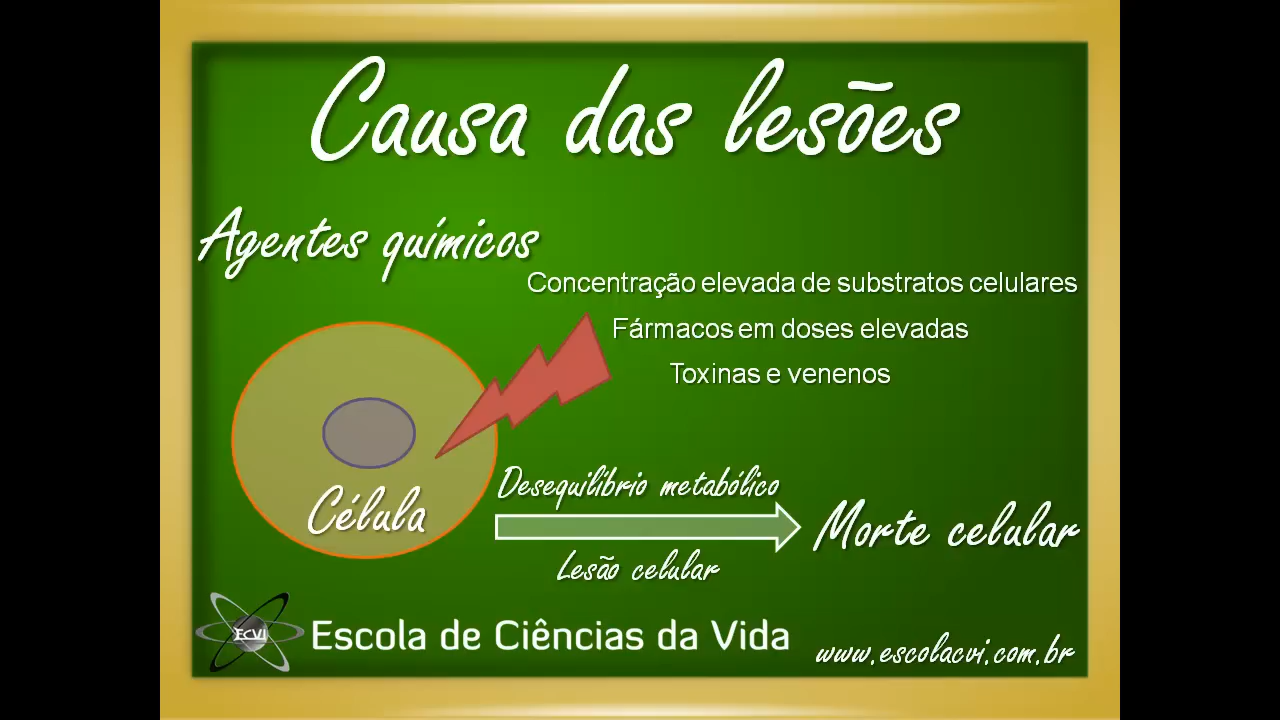 Causa das lesões
Agentes químicos
Concentração elevada de substratos celulares
Fármacos em doses elevadas
Toxinas e venenos
Célula
Desequilíbrio metabólico
Lesão celular
Morte celular
ECVI
Escola de Ciências da Vida
www.escolacvi.com.br